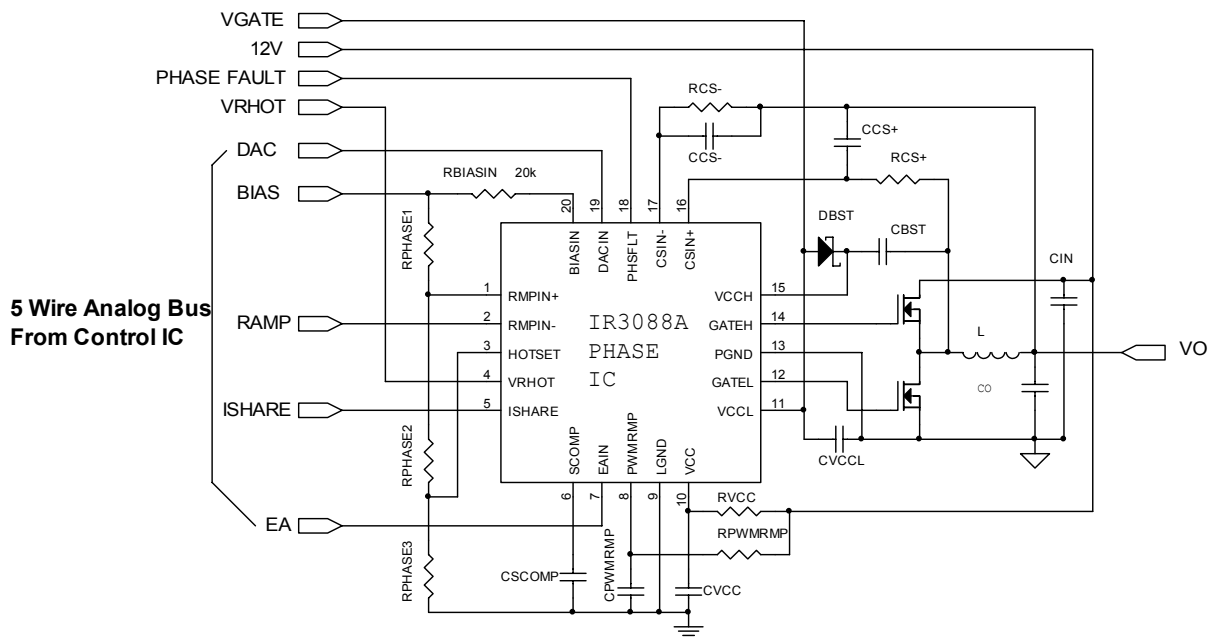 VGATE
12V
PHASE FAULT
VRHOT
DAC
BIAS
5 Wire Analog Bus
From Control IC
RAMP
ISHARE
EA
RBIASIN 20k
RPHASE1
RPHASE2
RPHASE3
RCS-
CCS-
CCS+
RCS+
DBST
CBST
CIN
20 19 18 17 16
BIASIN
DACIN
PHSFLT
CSIN-
CSIN+
1 RMPIN+
2 RMPIN-
3 HOTSET
4 VRHOT
5 ISHARE
IR3088A
PHASE
IC
VCCH 15
GATEH 14
PGND 13
GATEL 12
VCCL 11
SCOMP
EAIN
PWMRMP
LGND
VCC
6 7 8 9 10
L
CO
VO
CVCCL
RVCC
RPWMRMP
CSCOMP
CPWMRMP
CVCC